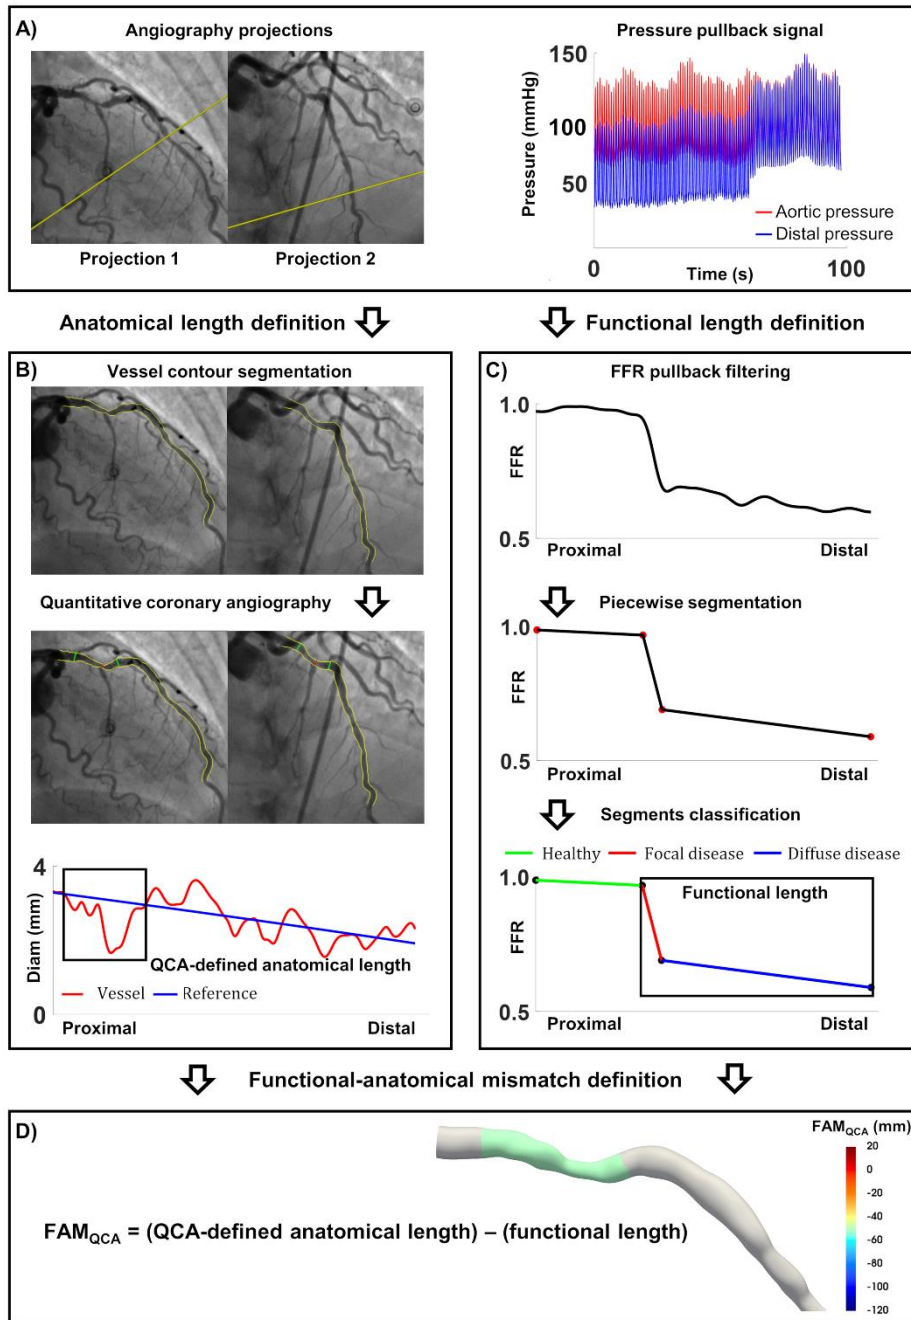 A)
Angiography projections
Projection 1
Projection 2
Pressure pullback signal
Pressure (mmHg)
150
100
50
Aortic pressure
Distal pressure
0
Time (s)
100
Anatomical length definition
Functional length definition
B)
Vessel contour segmentation
Quantitative coronary angiography
4
Diam (mm)
QCA-defined anatomical length
Vessel
Reference
0
Proximal
Distal
C)
FFR pullback filtering
1.0
FFR
0.5
Proximal
Distal
Piecewise segmentation
1.0
FFR
0.5
Proximal
Distal
Segments classification
Healthy
Focal disease
Diffuse disease
1.0
Functional length
FFR
0.5
Proximal
Distal
Functional-anatomical mismatch definition
D)
FAMQCA = (QCA-defined anatomical length) – (functional length)
FAMQCA (mm)
20
0
-20
-40
-60
-80
-100
-120